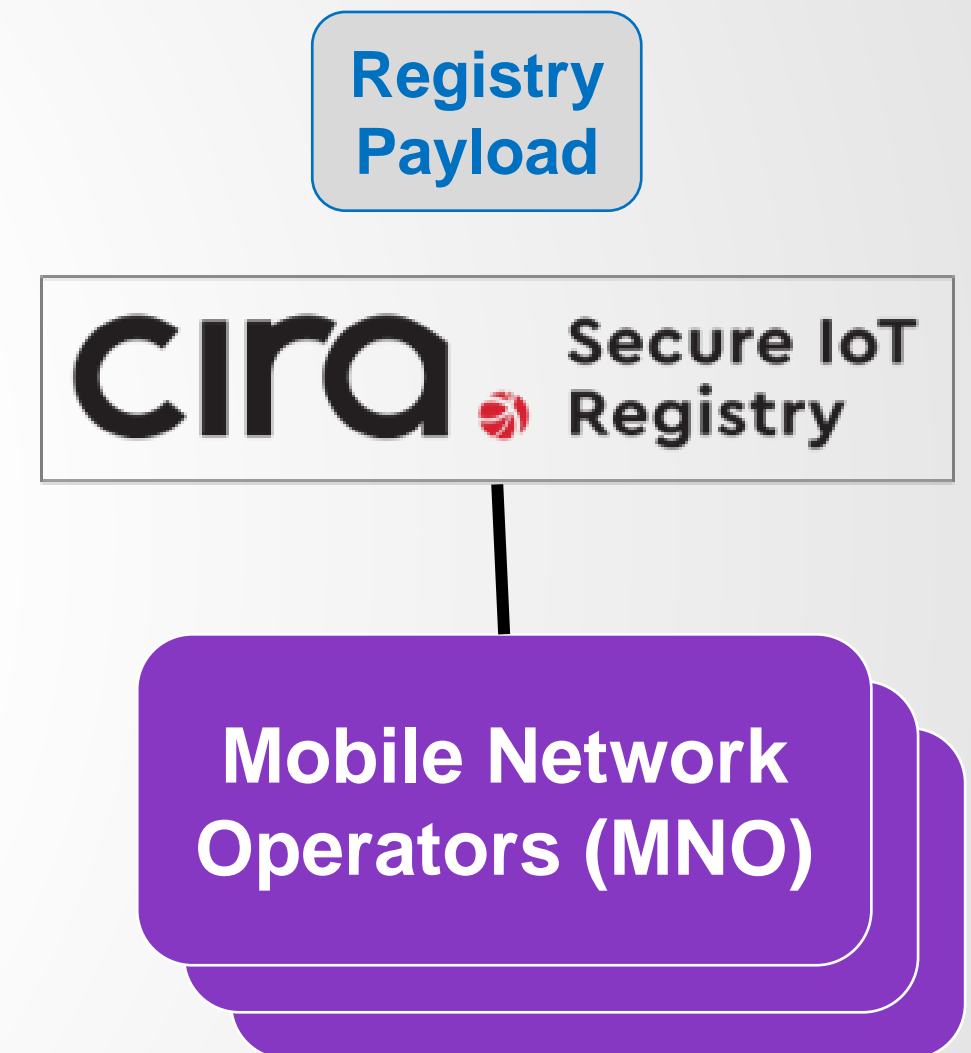 Registry
Payload
cira
Secure IoT
Registry
Mobile Network
Operators (MNO)